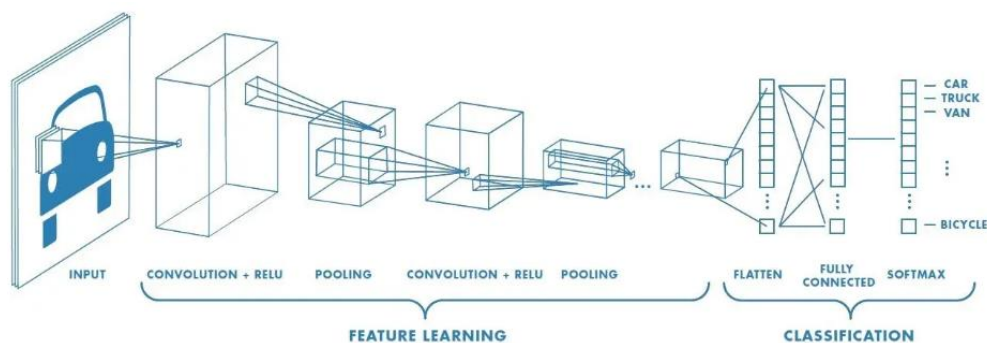 CAR
TRUCK
VAN
BICYCLE
INPUT
CONVOLUTION + RELU
POOLING
CONVOLUTION + RELU
POOLING
FLATTEN
FULLY
CONNECTED
SOFTMAX
FEATURE LEARNING
CLASSIFICATION